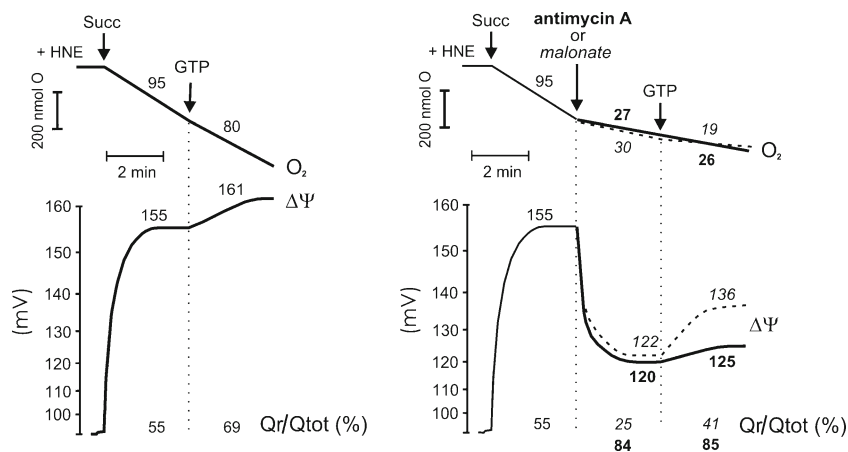 Succ
+ HNE
GTP
95
80
200 nmol O
2 min
O₂
160
150
140
130
120
110
100
(mV)
155
161
ΔΨ
55
69
Qr/Qtot (%)
Succ
antimycin A
or
malonate
+ HNE
GTP
95
27
30
19
26
200 nmol O
2 min
O₂
160
150
140
130
120
110
100
(mV)
155
122
120
136
125
ΔΨ
55
25
84
41
85
Qr/Qtot (%)